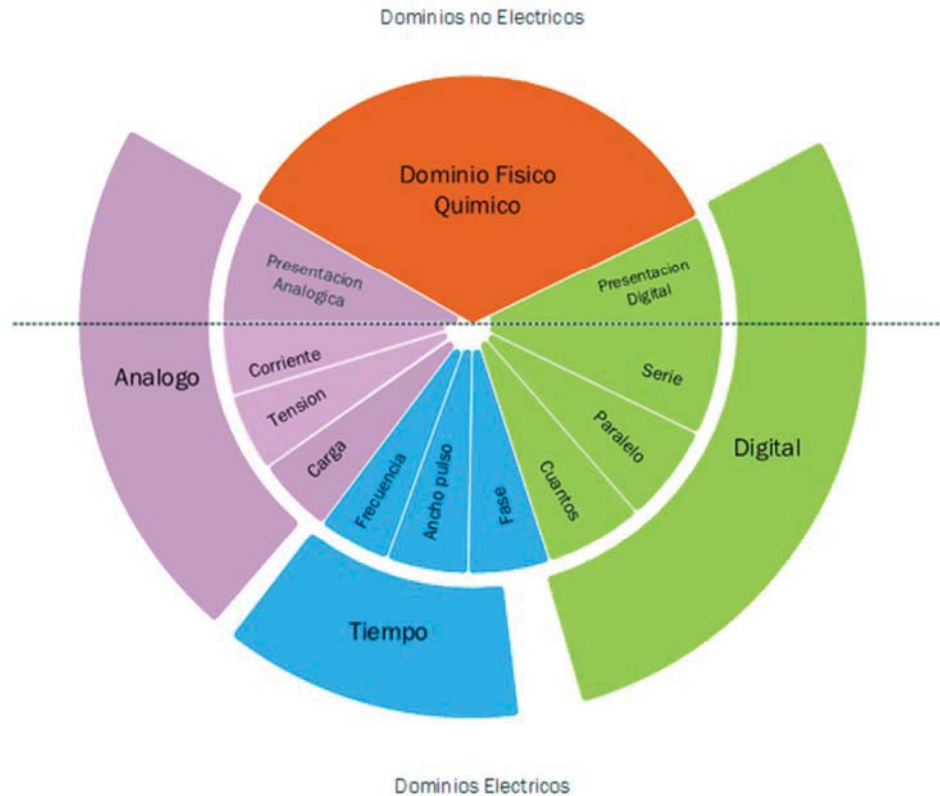 Dominios no Electricos
Dominio Fisico
Quimico
Presentacion
Analogica
Presentacion
Digital
Corriente
Tension
Carga
Frecuencia
Ancho pulso
Fase
Cuantos
Paralelo
Serie
Analogo
Tiempo
Digital
Dominios Electricos